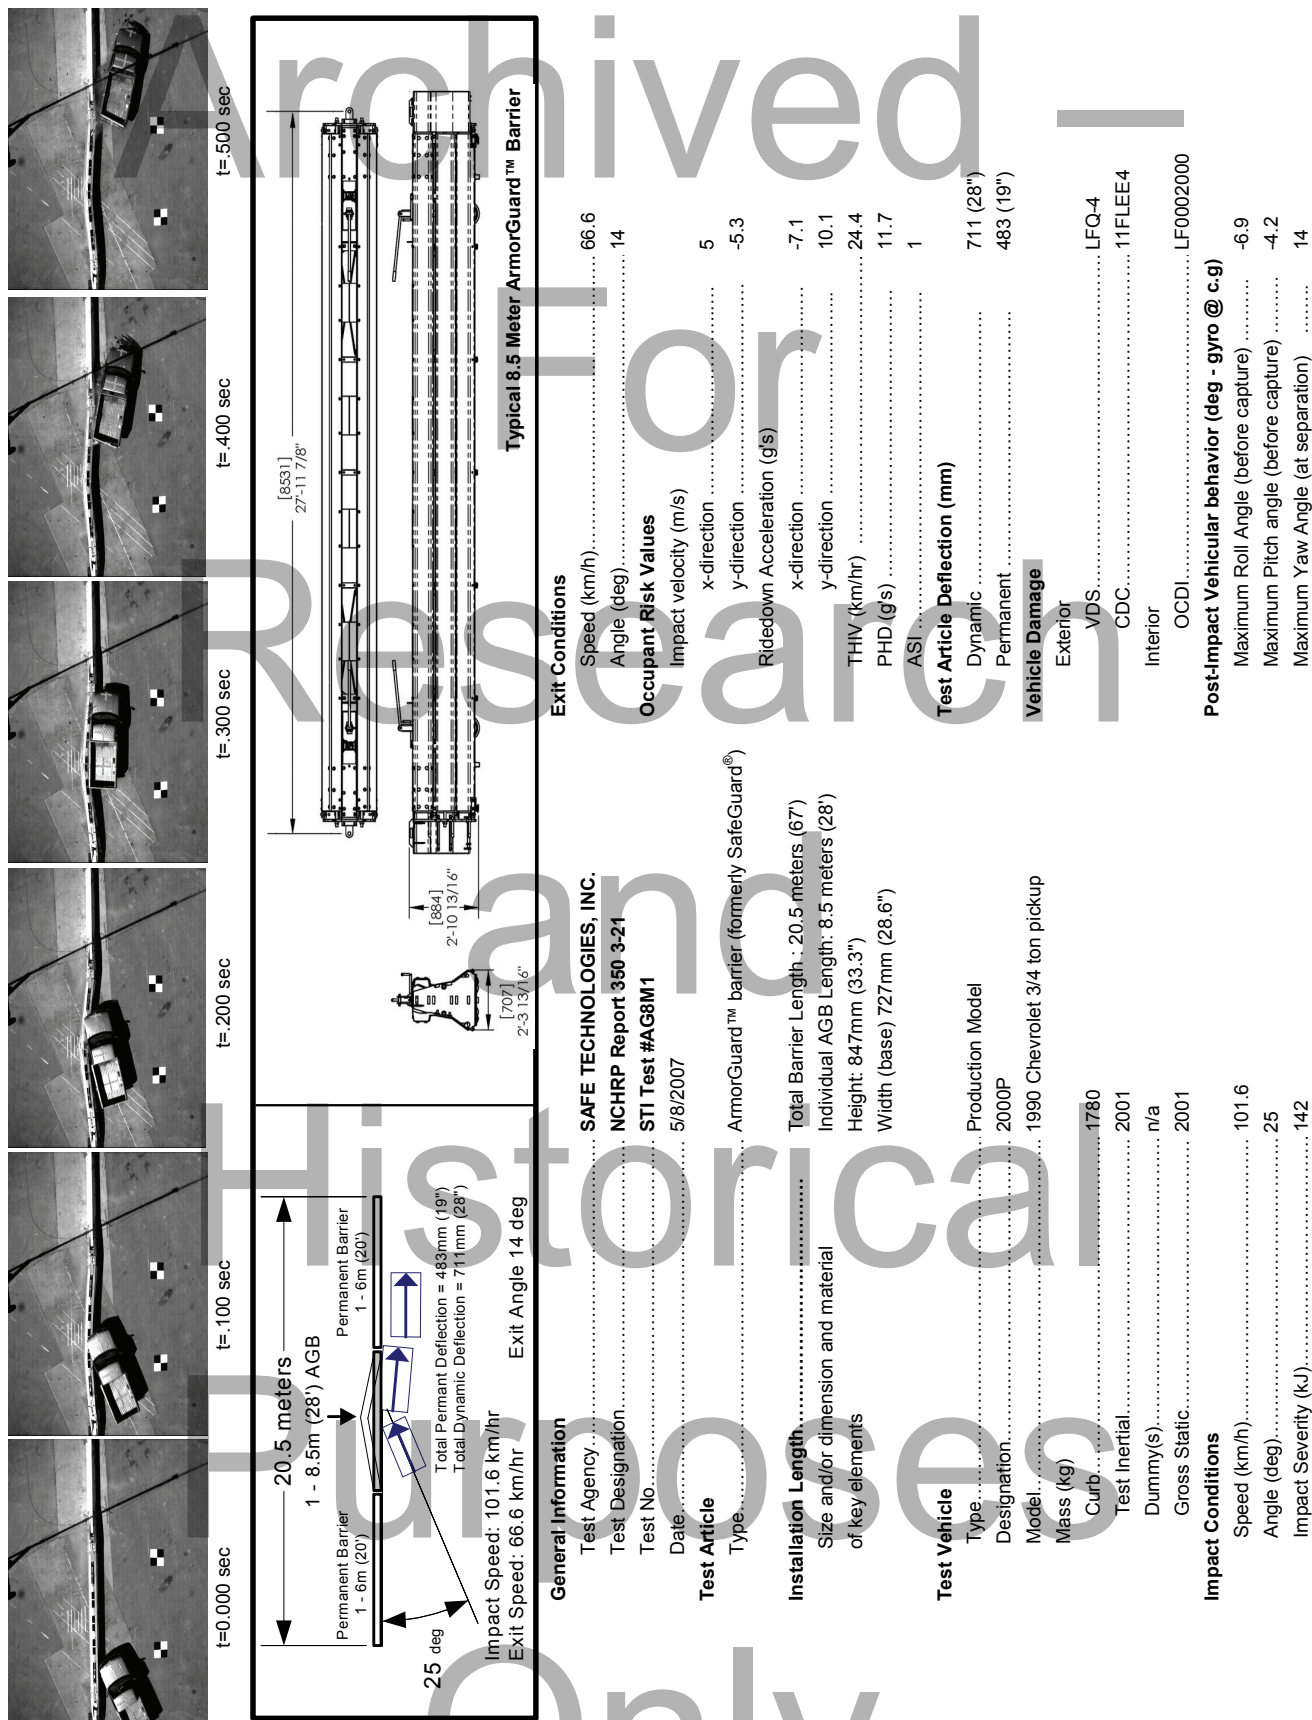 t=0.000 sec
t=.100 sec
t=.200 sec
t=.300 sec
t=.400 sec
t=.500 sec
20.5 meters
1 - 8.5m (28') AGB
Permanent Barrier
1 - 6m (20')
Permanent Barrier
1 - 6m (20')
25 deg
Total Permant Deflection = 483mm (19")
Total Dynamic Deflection = 711mm (28")
Impact Speed: 101.6 km/hr
Exit Speed: 66.6 km/hr
Exit Angle 14 deg
[707]
2'-3 13/16"
[884]
2'-10 13/16"
[8531]
27'-11 7/8"
Typical 8.5 Meter ArmorGuard™ Barrier
General Information
Test Agency SAFE TECHNOLOGIES, INC.
Test Designation NCHRP Report 350 3-21
Test No. STI Test #AG8M1
Date 5/8/2007
Test Article
Type ArmorGuard™ barrier (formerly SafeGuard®)
Installation Length Total Barrier Length : 20.5 meters (67')
Size and/or dimension and material Individual AGB Length: 8.5 meters (28')
of key elements Height: 847mm (33.3")
Width (base) 727mm (28.6")
Test Vehicle
Type Production Model
Designation 2000P
Model 1990 Chevrolet 3/4 ton pickup
Mass (kg)
Curb 1780
Test Inertial 2001
Dummy(s) n/a
Gross Static 2001
Impact Conditions
Speed (km/h) 101.6
Angle (deg) 25
Impact Severity (kJ) 142
Exit Conditions
Speed (km/h) 66.6
Angle (deg) 14
Occupant Risk Values
Impact velocity (m/s)
x-direction 5
y-direction -5.3
Ridedown Acceleration (g's)
x-direction -7.1
y-direction 10.1
THIV (km/hr) 24.4
PHD (g's) 11.7
ASI 1
Test Article Deflection (mm)
Dynamic 711 (28")
Permanent 483 (19")
Vehicle Damage
Exterior
VDS LFQ-4
CDC 11FLEE4
Interior
OCDI LF0002000
Post-Impact Vehicular behavior (deg - gyro @ c.g)
Maximum Roll Angle (before capture) -6.9
Maximum Pitch angle (before capture) -4.2
Maximum Yaw Angle (at separation) 14
Archived –
For
Research
and
Historical
Purposes
Only